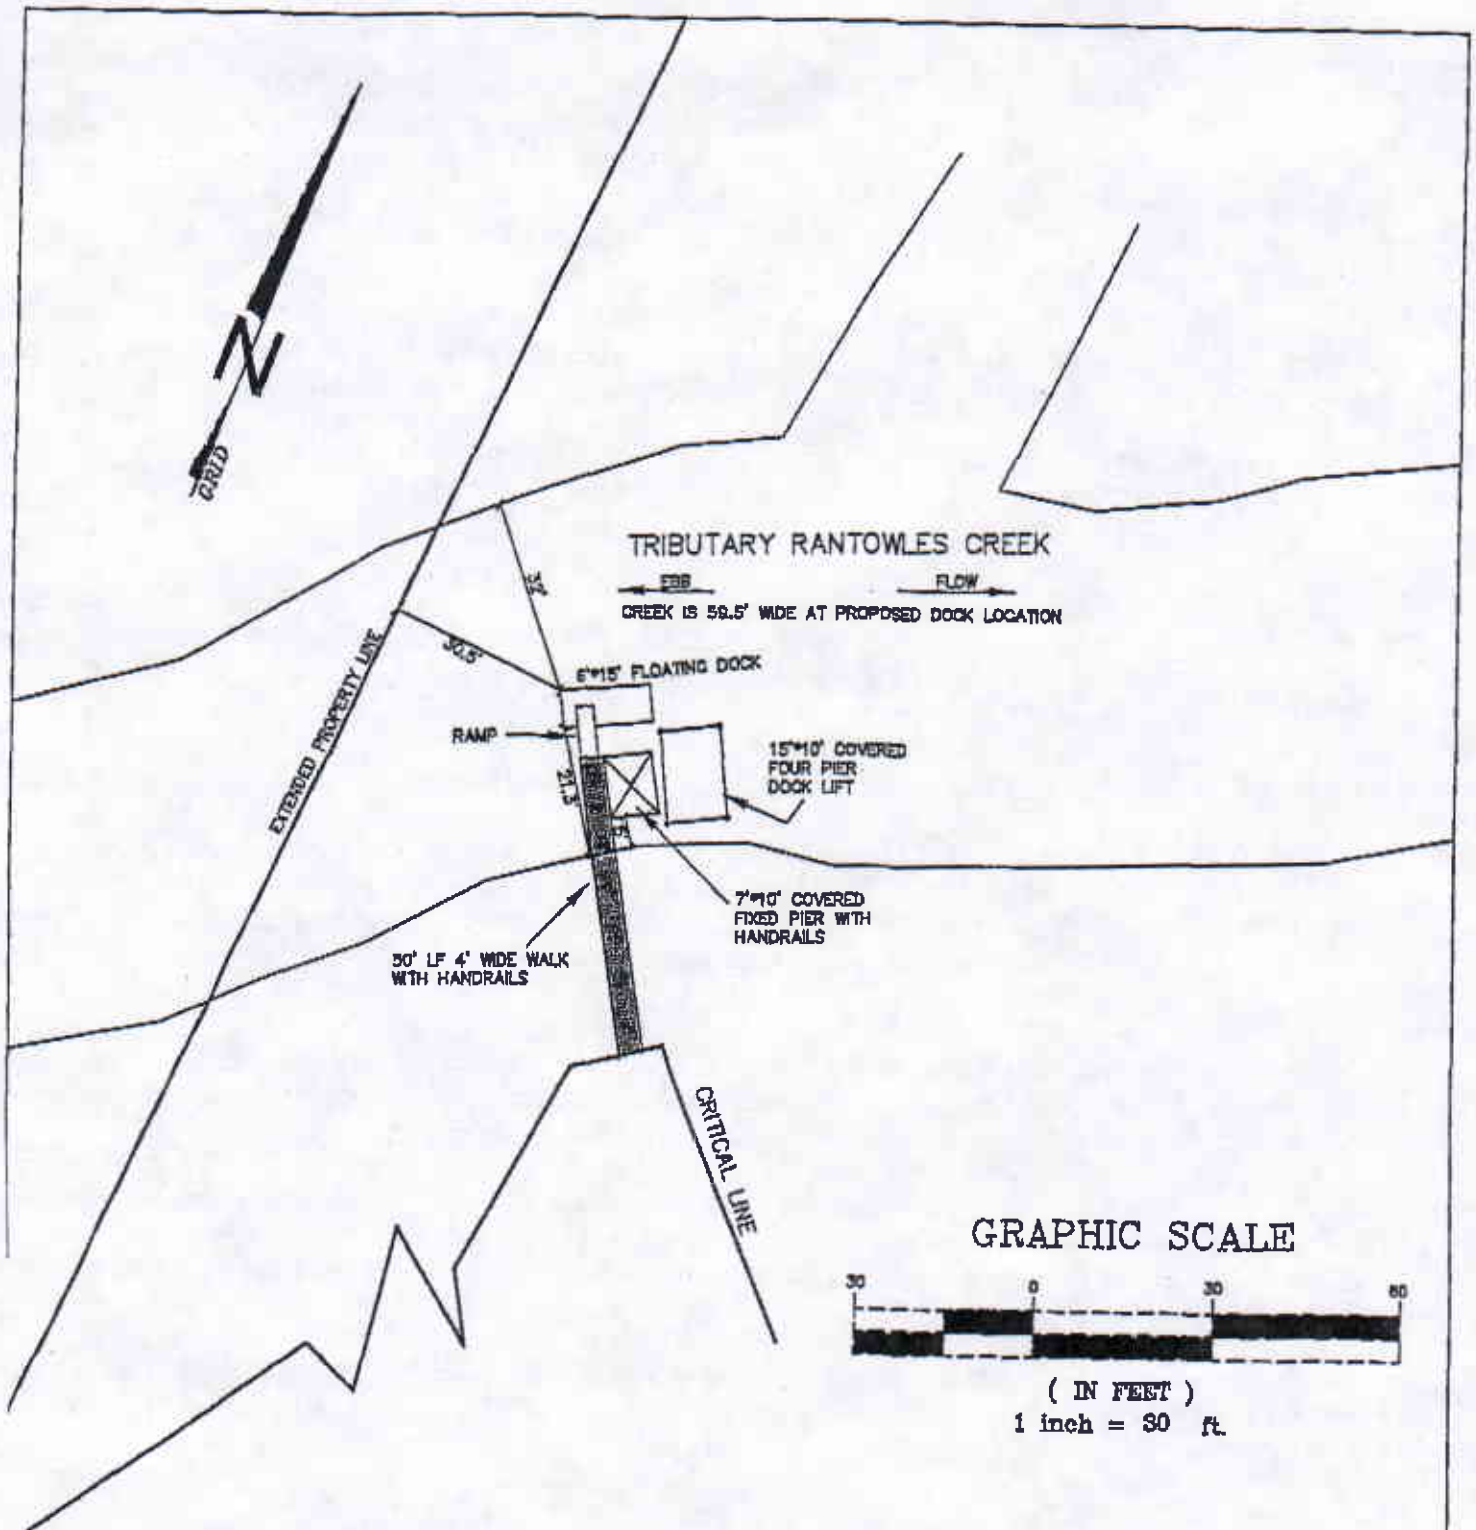 N
GRID
TRIBUTARY RANTOWLES CREEK
EBB
FLOW
CREEK IS 59.5' WIDE AT PROPOSED DOCK LOCATION
32'
30.5'
EXTENDED PROPERTY LINE
6'*15' FLOATING DOCK
RAMP
21.5'
15'*10' COVERED
FOUR PIER
DOCK LIFT
5'
7'*10' COVERED
FIXED PIER WITH
HANDRAILS
50' LF 4' WIDE WALK
WITH HANDRAILS
CRITICAL LINE
GRAPHIC SCALE
30
0
30
60
( IN FEET )
1 inch = 30 ft.